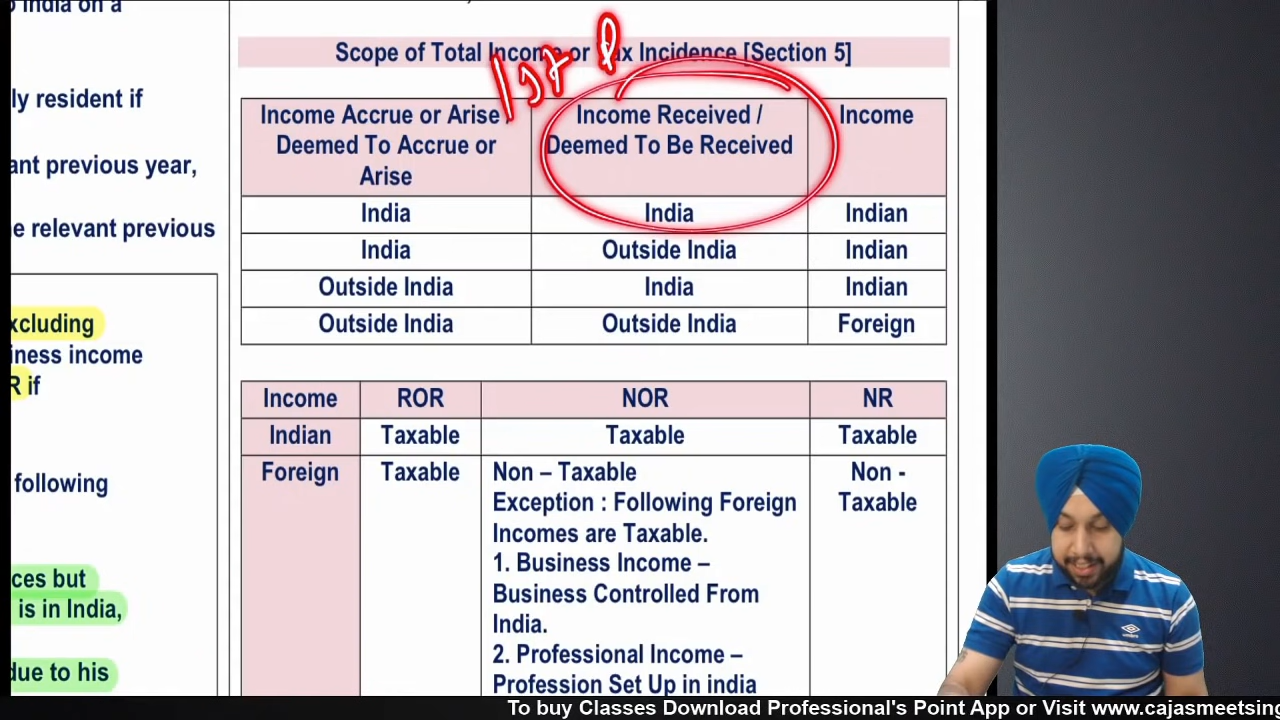 o India on a
ly resident if
ant previous year,
e relevant previous
xcluding
iness income
R if
following
ces but
is in India,
due to his
Scope of Total Income or Tax Incidence [Section 5]
1st R
Income Accrue or Arise / Deemed To Accrue or Arise
Income Received / Deemed To Be Received
Income
India India Indian
India Outside India Indian
Outside India India Indian
Outside India Outside India Foreign
Income ROR NOR NR
Indian Taxable Taxable Taxable
Foreign Taxable
Non – Taxable
Exception : Following Foreign
Incomes are Taxable.
1. Business Income –
Business Controlled From
India.
2. Professional Income –
Profession Set Up in india
Non -
Taxable
To buy Classes Download Professional's Point App or Visit www.cajasmeetsinc